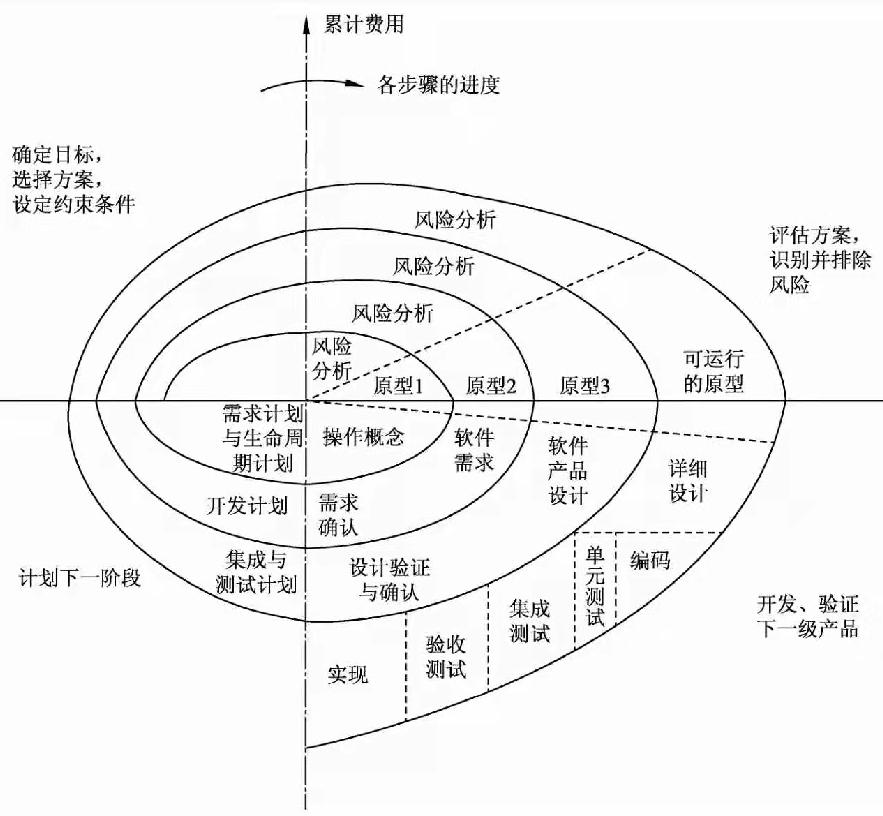 累计费用
各步骤的进度
确定目标，
选择方案，
设定约束条件
评估方案，
识别并排除
风险
风险分析
风险分析
风险分析
风险
分析
原型1
原型2
原型3
可运行
的原型
需求计划
与生命周
期计划
操作概念
软件
需求
软件
产品
设计
详细
设计
开发计划
需求
确认
集成与
测试计划
设计验证
与确认
单
元
测
试
编码
计划下一阶段
集成
测试
验收
测试
实现
开发、验证
下一级产品